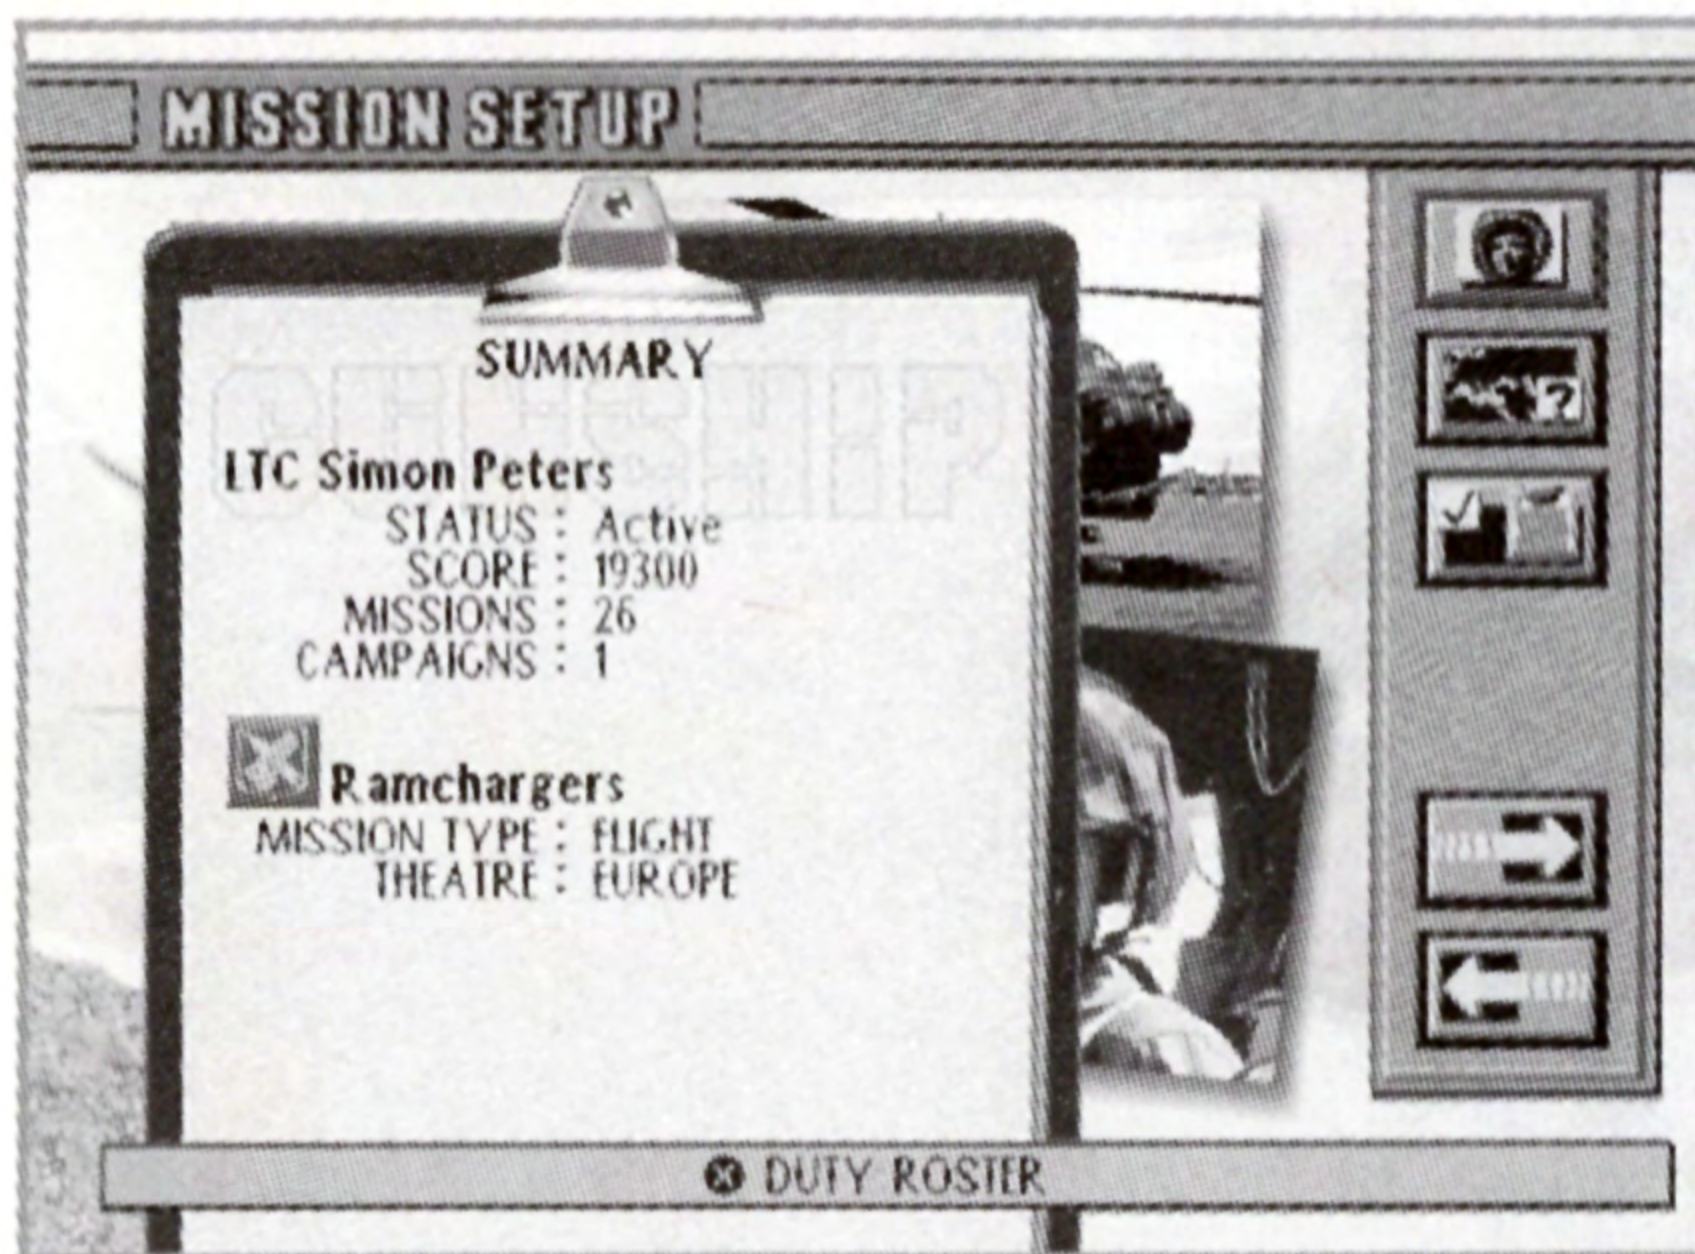 MISSION SETUP
SUMMARY
GUNSHIP
LTC Simon Peters
STATUS : Active
SCORE : 19300
MISSIONS : 26
CAMPAIGNS : 1
Ramchargers
MISSION TYPE : FLIGHT
THEATRE : EUROPE
?
DUTY ROSTER